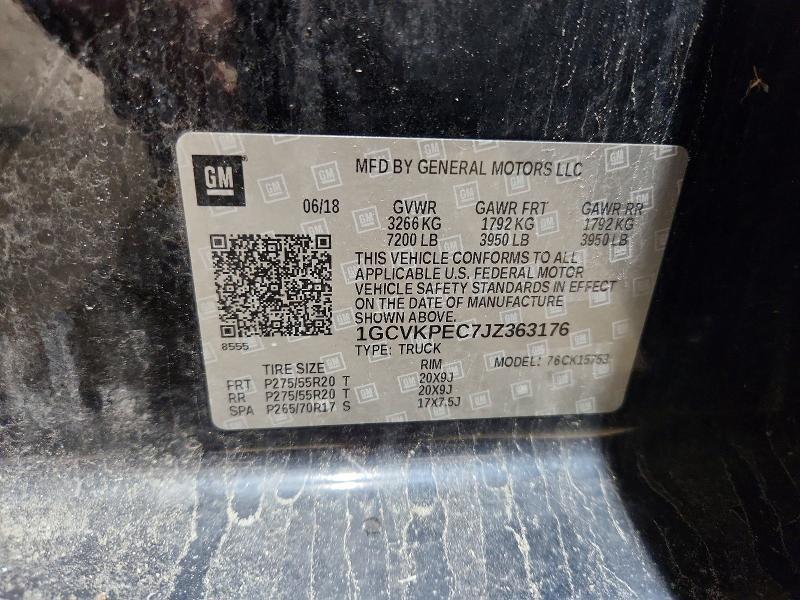 GM
MFD BY GENERAL MOTORS LLC
06/18 GVWR GAWR FRT GAWR RR
3266 KG 1792 KG 1792 KG
7200 LB 3950 LB 3950 LB
THIS VEHICLE CONFORMS TO ALL
APPLICABLE U.S. FEDERAL MOTOR
VEHICLE SAFETY STANDARDS IN EFFECT
ON THE DATE OF MANUFACTURE
SHOWN ABOVE.
1GCVKPEC7JZ363176
8555
TYPE: TRUCK MODEL: 76CK15753
TIRE SIZE RIM
FRT P275/55R20 T 20X9J
RR P275/55R20 T 20X9J
SPA P265/70R17 S 17X7.5J